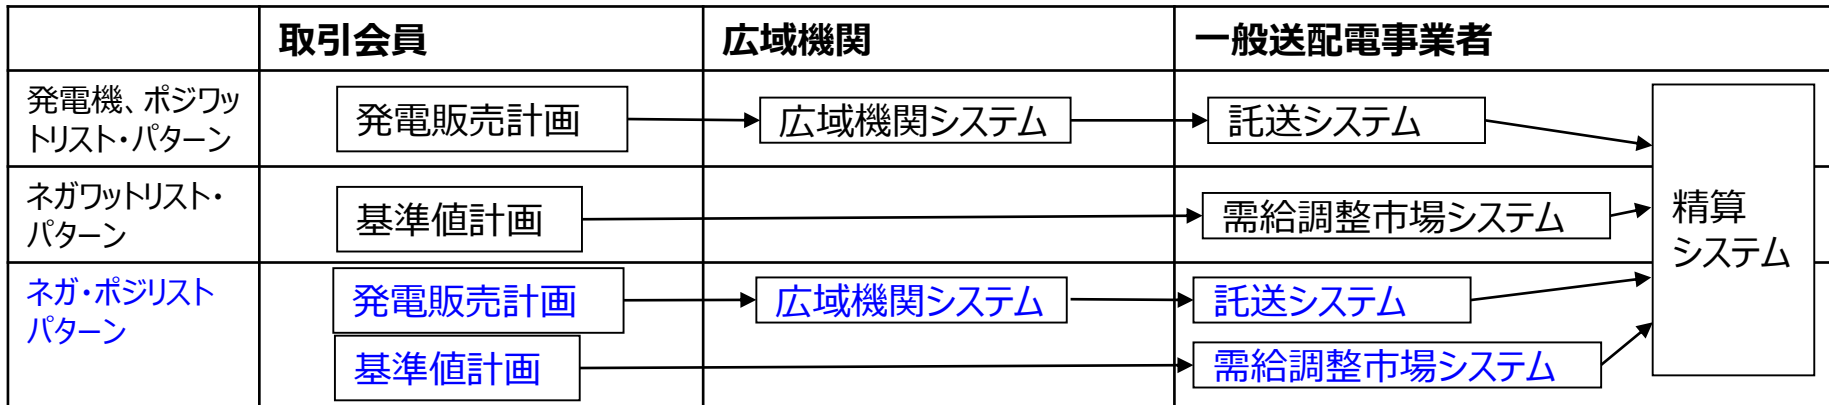 取引会員
広域機関
一般送配電事業者
発電機、ポジワッ
トリスト・パターン
発電販売計画
広域機関システム
託送システム
ネガワットリスト・
パターン
基準値計画
需給調整市場システム
精算
システム
ネガ・ポジリスト
パターン
発電販売計画
広域機関システム
託送システム
基準値計画
需給調整市場システム